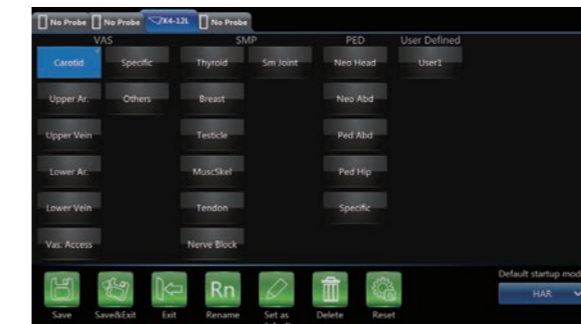 No Probe No Probe X4-12L No Probe
VAS SMP PED User Defined
Carotid Specific Thyroid Sm Joint Neo Head User1
Upper Ar. Others Breast Neo Abd
Upper Vein Testicle Ped Abd
Lower Ar. MuscSkel Ped Hip
Lower Vein Tendon Specific
Vas. Access Nerve Block
Default startup mod
HAR
Rn
Save Save&Exit Exit Rename Set as Delete Reset